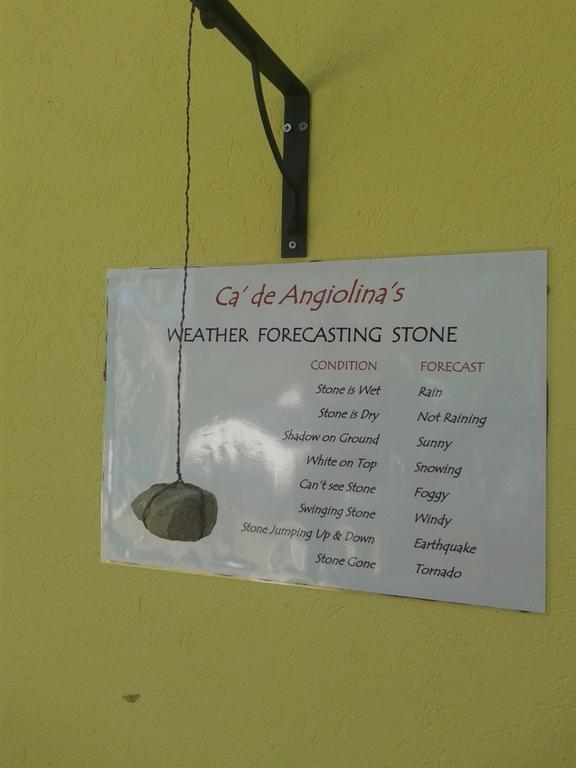 Ca' de Angiolina's
WEATHER FORECASTING STONE
CONDITION FORECAST
Stone is Wet Rain
Stone is Dry Not Raining
Shadow on Ground Sunny
White on Top Snowing
Can't see Stone Foggy
Swinging Stone Windy
Stone Jumping Up & Down Earthquake
Stone Gone Tornado